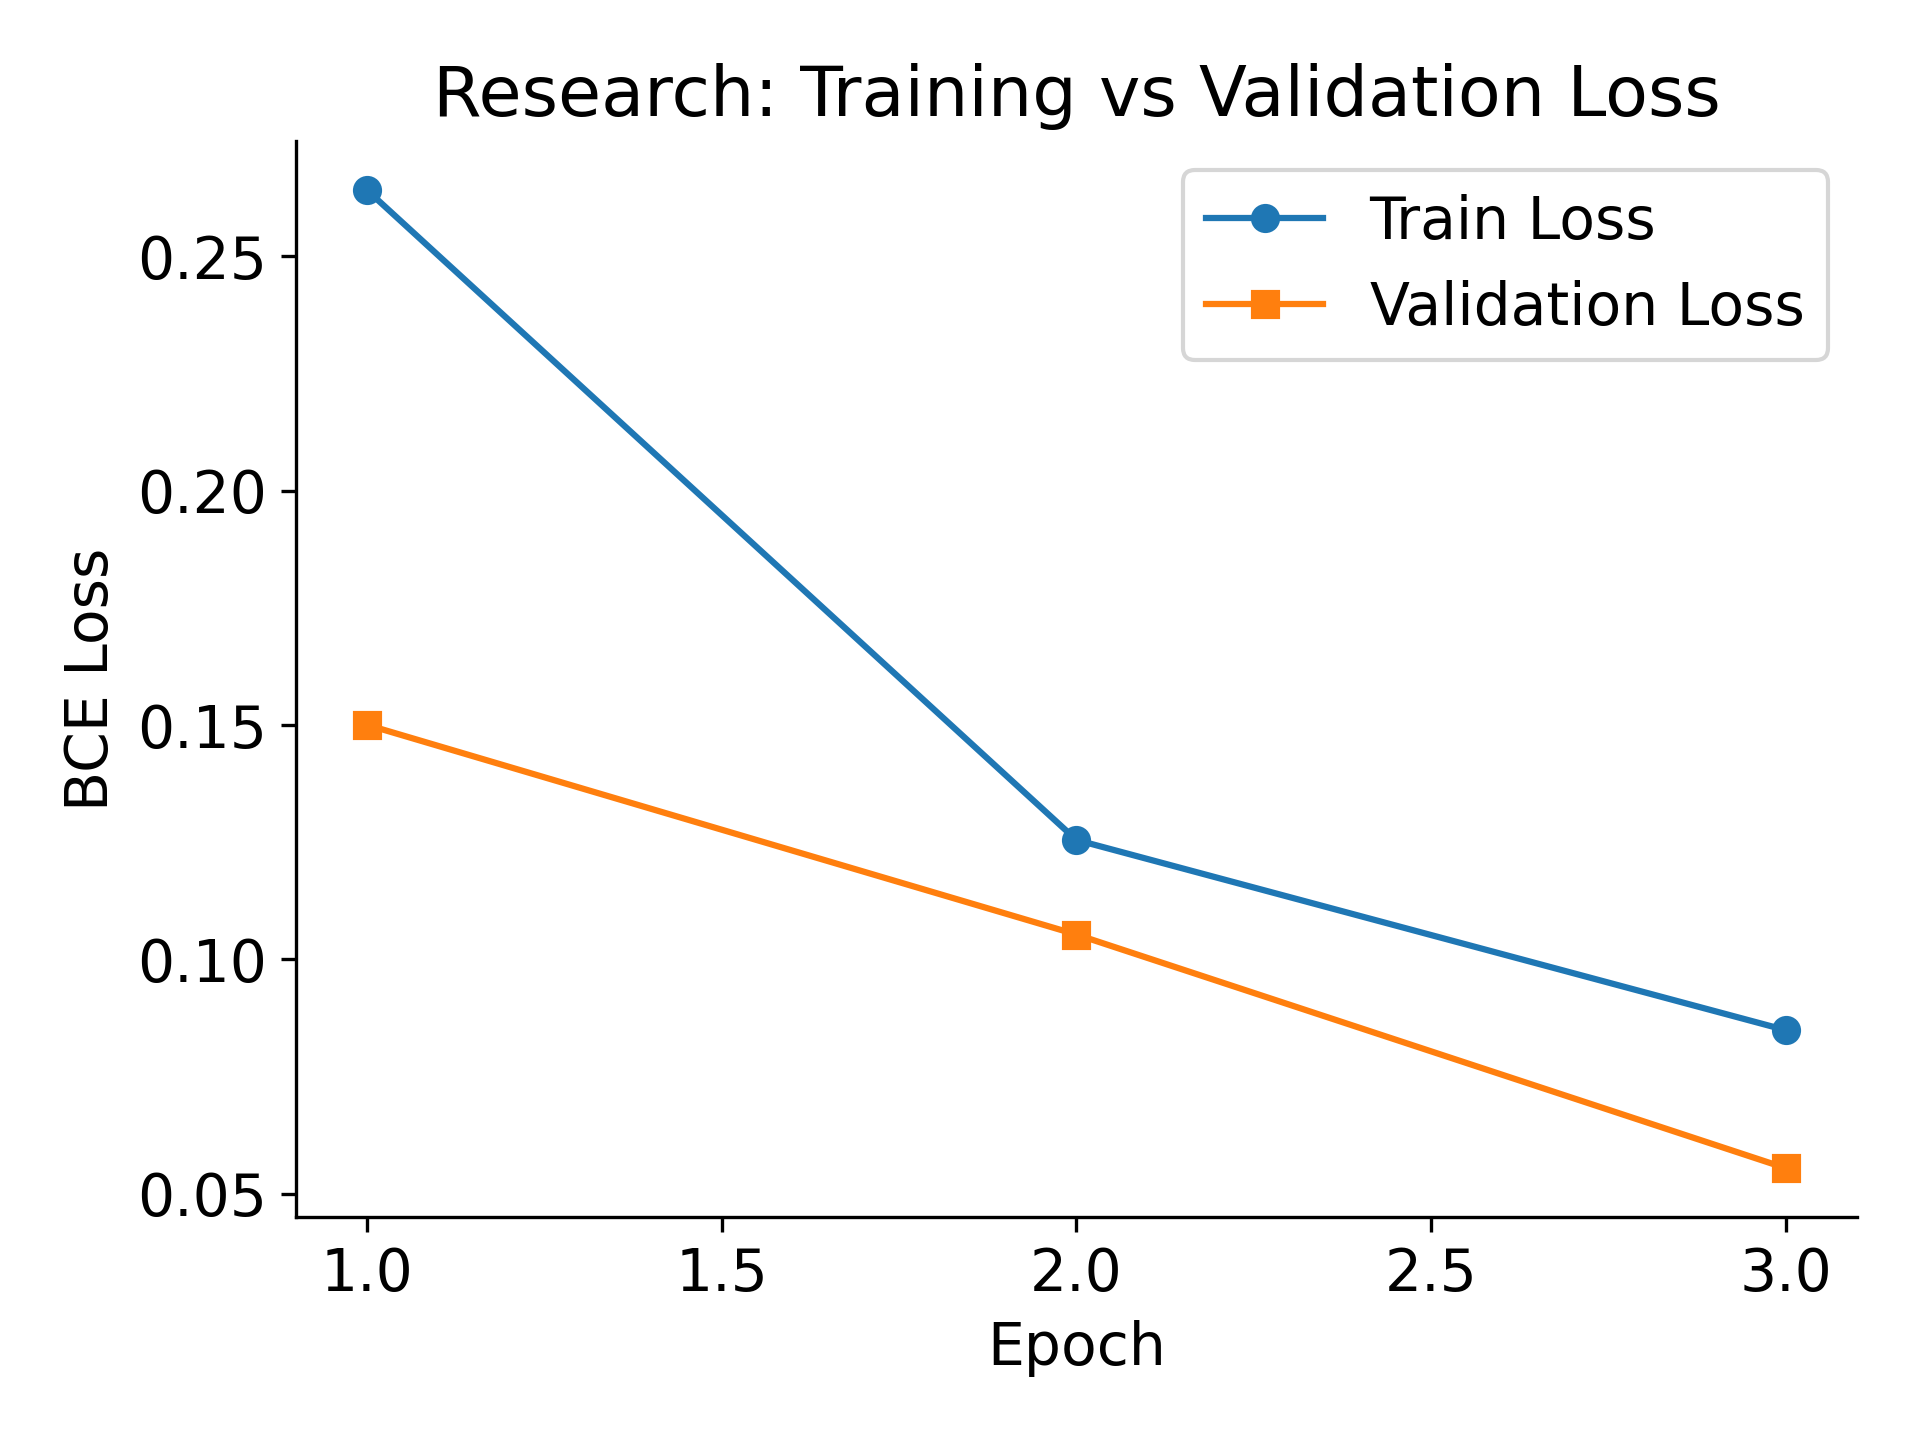 Research: Training vs Validation Loss
Train Loss
Validation Loss
0.25
0.20
0.15
0.10
0.05
BCE Loss
1.0 1.5 2.0 2.5 3.0
Epoch